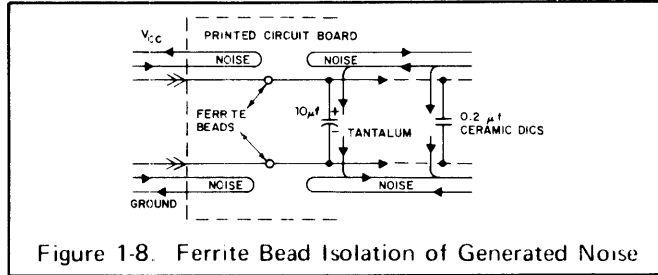 VCC
PRINTED CIRCUIT BOARD
NOISE
NOISE
FERRITE
BEADS
10µf
+
-
TANTALUM
0.2 µf
CERAMIC DICS
NOISE
NOISE
GROUND
Figure 1-8. Ferrite Bead Isolation of Generated Noise